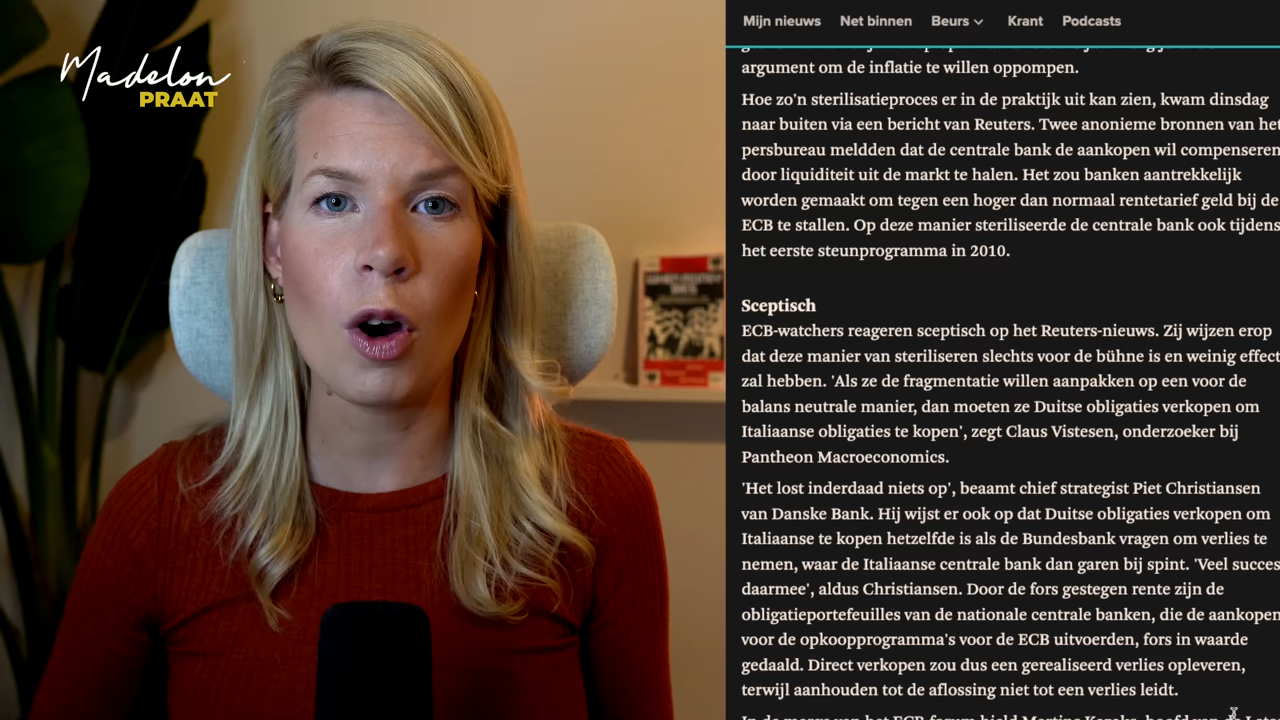 Madelon
PRAAT
Mijn nieuws Net binnen Beurs Krant Podcasts
argument om de inflatie te willen oppompen.
Hoe zo'n sterilisatieproces er in de praktijk uit kan zien, kwam dinsdag
naar buiten via een bericht van Reuters. Twee anonieme bronnen van het
persbureau meldden dat de centrale bank de aankopen wil compenseren
door liquiditeit uit de markt te halen. Het zou banken aantrekkelijk
worden gemaakt om tegen een hoger dan normaal rentetarief geld bij de
ECB te stallen. Op deze manier steriliseerde de centrale bank ook tijdens
het eerste steunprogramma in 2010.
Sceptisch
ECB-watchers reageren sceptisch op het Reuters-nieuws. Zij wijzen erop
dat deze manier van steriliseren slechts voor de bühne is en weinig effect
zal hebben. 'Als ze de fragmentatie willen aanpakken op een voor de
balans neutrale manier, dan moeten ze Duitse obligaties verkopen om
Italiaanse obligaties te kopen', zegt Claus Vistesen, onderzoeker bij
Pantheon Macroeconomics.
'Het lost inderdaad niets op', beaamt chief strategist Piet Christiansen
van Danske Bank. Hij wijst er ook op dat Duitse obligaties verkopen om
Italiaanse te kopen hetzelfde is als de Bundesbank vragen om verlies te
nemen, waar de Italiaanse centrale bank dan garen bij spint. 'Veel succes
daarmee', aldus Christiansen. Door de fors gestegen rente zijn de
obligatieportefeuilles van de nationale centrale banken, die de aankopen
voor de opkoopprogramma's voor de ECB uitvoerden, fors in waarde
gedaald. Direct verkopen zou dus een gerealiseerd verlies opleveren,
terwijl aanhouden tot de aflossing niet tot een verlies leidt.